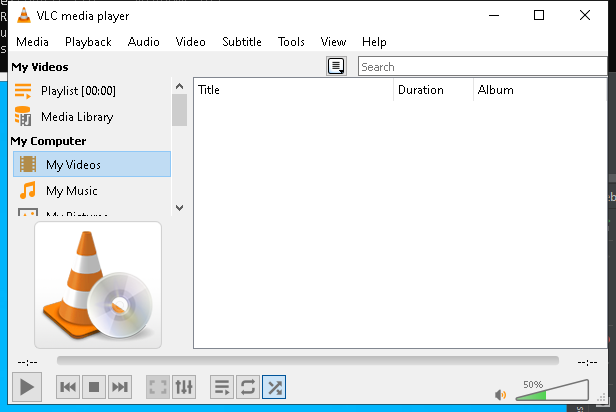 VLC media player
Media Playback Audio Video Subtitle Tools View Help
My Videos
Search
Playlist [00:00]
Media Library
My Computer
My Videos
My Music
My Pictures
Title Duration Album
--:-- --:--
50%